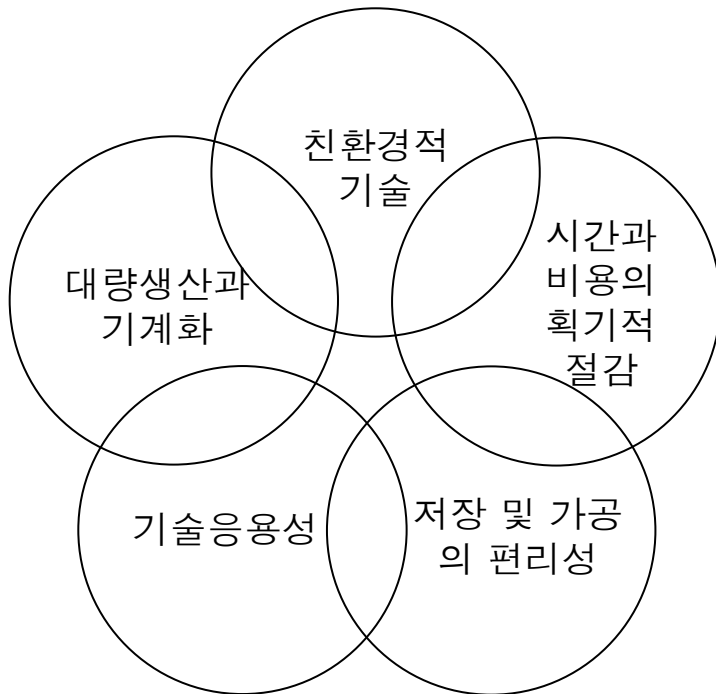 친환경적
기술
시간과
비용의
획기적
절감
대량생산과
기계화
기술응용성
저장 및 가공
의 편리성